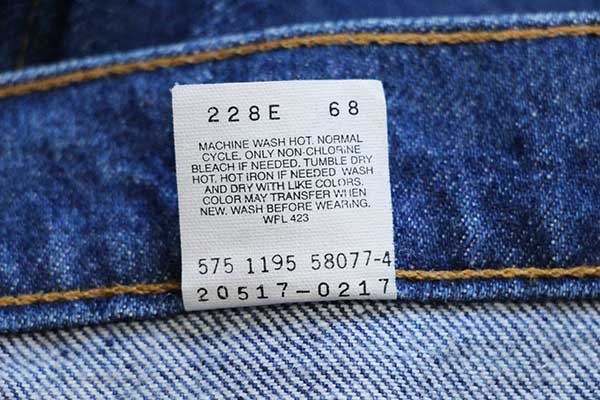 228E 68
MACHINE WASH HOT. NORMAL
CYCLE. ONLY NON-CHLORINE
BLEACH IF NEEDED. TUMBLE DRY
HOT. HOT IRON IF NEEDED WASH
AND DRY WITH LIKE COLORS.
COLOR MAY TRANSFER WHEN
NEW. WASH BEFORE WEARING.
WPL 423
575 1195 58077-4
20517-0217